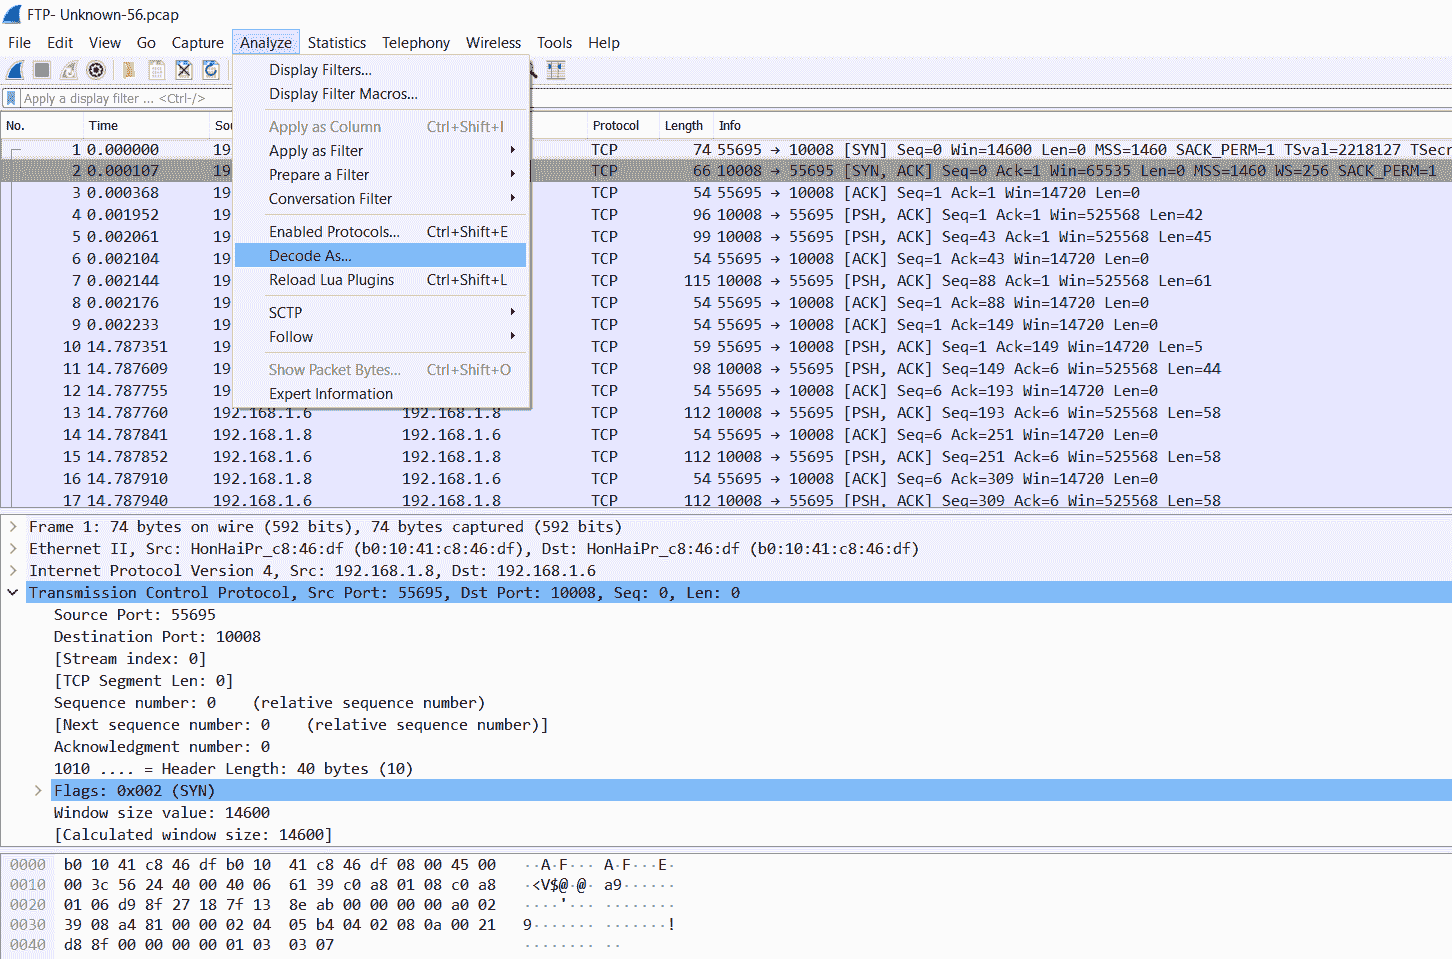 FTP- Unknown-56.pcap
File Edit View Go Capture Analyze Statistics Telephony Wireless Tools Help
Apply a display filter ... <Ctrl-/>
Display Filters...
Display Filter Macros...
Apply as Column Ctrl+Shift+I
Apply as Filter
Prepare a Filter
Conversation Filter
Enabled Protocols... Ctrl+Shift+E
Decode As...
Reload Lua Plugins Ctrl+Shift+L
SCTP
Follow
Show Packet Bytes... Ctrl+Shift+O
Expert Information
No. Time Sou Protocol Length Info
1 0.000000 19 TCP 74 55695 → 10008 [SYN] Seq=0 Win=14600 Len=0 MSS=1460 SACK_PERM=1 TSval=2218127 TSecr
2 0.000107 19 TCP 66 10008 → 55695 [SYN, ACK] Seq=0 Ack=1 Win=65535 Len=0 MSS=1460 WS=256 SACK_PERM=1
3 0.000368 19 TCP 54 55695 → 10008 [ACK] Seq=1 Ack=1 Win=14720 Len=0
4 0.001952 19 TCP 96 10008 → 55695 [PSH, ACK] Seq=1 Ack=1 Win=525568 Len=42
5 0.002061 19 TCP 99 10008 → 55695 [PSH, ACK] Seq=43 Ack=1 Win=525568 Len=45
6 0.002104 19 TCP 54 55695 → 10008 [ACK] Seq=1 Ack=43 Win=14720 Len=0
7 0.002144 19 TCP 115 10008 → 55695 [PSH, ACK] Seq=88 Ack=1 Win=525568 Len=61
8 0.002176 19 TCP 54 55695 → 10008 [ACK] Seq=1 Ack=88 Win=14720 Len=0
9 0.002233 19 TCP 54 55695 → 10008 [ACK] Seq=1 Ack=149 Win=14720 Len=0
10 14.787351 19 TCP 59 55695 → 10008 [PSH, ACK] Seq=1 Ack=149 Win=14720 Len=5
11 14.787609 19 TCP 98 10008 → 55695 [PSH, ACK] Seq=149 Ack=6 Win=525568 Len=44
12 14.787755 19 TCP 54 55695 → 10008 [ACK] Seq=6 Ack=193 Win=14720 Len=0
13 14.787760 192.168.1.6 192.168.1.8 TCP 112 10008 → 55695 [PSH, ACK] Seq=193 Ack=6 Win=525568 Len=58
14 14.787841 192.168.1.8 192.168.1.6 TCP 54 55695 → 10008 [ACK] Seq=6 Ack=251 Win=14720 Len=0
15 14.787852 192.168.1.6 192.168.1.8 TCP 112 10008 → 55695 [PSH, ACK] Seq=251 Ack=6 Win=525568 Len=58
16 14.787910 192.168.1.8 192.168.1.6 TCP 54 55695 → 10008 [ACK] Seq=6 Ack=309 Win=14720 Len=0
17 14.787940 192.168.1.6 192.168.1.8 TCP 112 10008 → 55695 [PSH, ACK] Seq=309 Ack=6 Win=525568 Len=58
Frame 1: 74 bytes on wire (592 bits), 74 bytes captured (592 bits)
Ethernet II, Src: HonHaiPr_c8:46:df (b0:10:41:c8:46:df), Dst: HonHaiPr_c8:46:df (b0:10:41:c8:46:df)
Internet Protocol Version 4, Src: 192.168.1.8, Dst: 192.168.1.6
Transmission Control Protocol, Src Port: 55695, Dst Port: 10008, Seq: 0, Len: 0
Source Port: 55695
Destination Port: 10008
[Stream index: 0]
[TCP Segment Len: 0]
Sequence number: 0 (relative sequence number)
[Next sequence number: 0 (relative sequence number)]
Acknowledgment number: 0
1010 .... = Header Length: 40 bytes (10)
Flags: 0x002 (SYN)
Window size value: 14600
[Calculated window size: 14600]
0000 b0 10 41 c8 46 df b0 10 41 c8 46 df 08 00 45 00 ··A·F··· A·F···E·
0010 00 3c 56 24 40 00 40 06 61 39 c0 a8 01 08 c0 a8 ·<V$@·@· a9······
0020 01 06 d9 8f 27 18 7f 13 8e ab 00 00 00 00 a0 02 ····'··· ········
0030 39 08 a4 81 00 00 02 04 05 b4 04 02 08 0a 00 21 9······· ·······!
0040 d8 8f 00 00 00 00 01 03 03 07 ········ ··